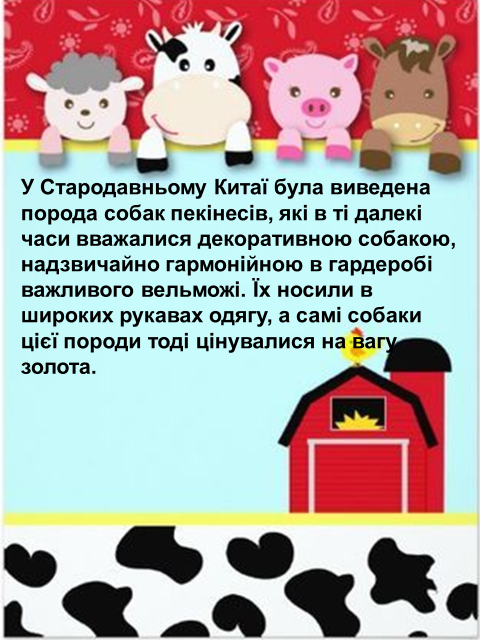 У Стародавньому Китаї була виведена
порода собак пекінесів, які в ті далекі
часи вважалися декоративною собакою,
надзвичайно гармонійною в гардеробі
важливого вельможі. Їх носили в
широких рукавах одягу, а самі собаки
цієї породи тоді цінувалися на вагу
золота.